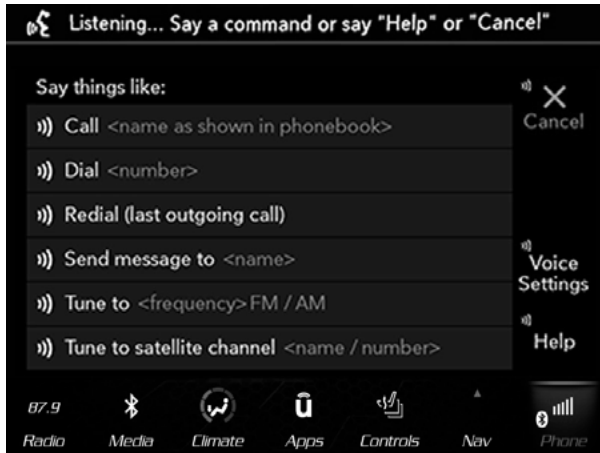 Listening... Say a command or say "Help" or "Cancel"
Say things like:
Cancel
Call <name as shown in phonebook>
Dial <number>
Redial (last outgoing call)
Send message to <name>
Voice
Settings
Tune to <frequency> FM / AM
Help
Tune to satellite channel <name / number>
87.9
ū
Radio Media Climate Apps Controls Nav Phone